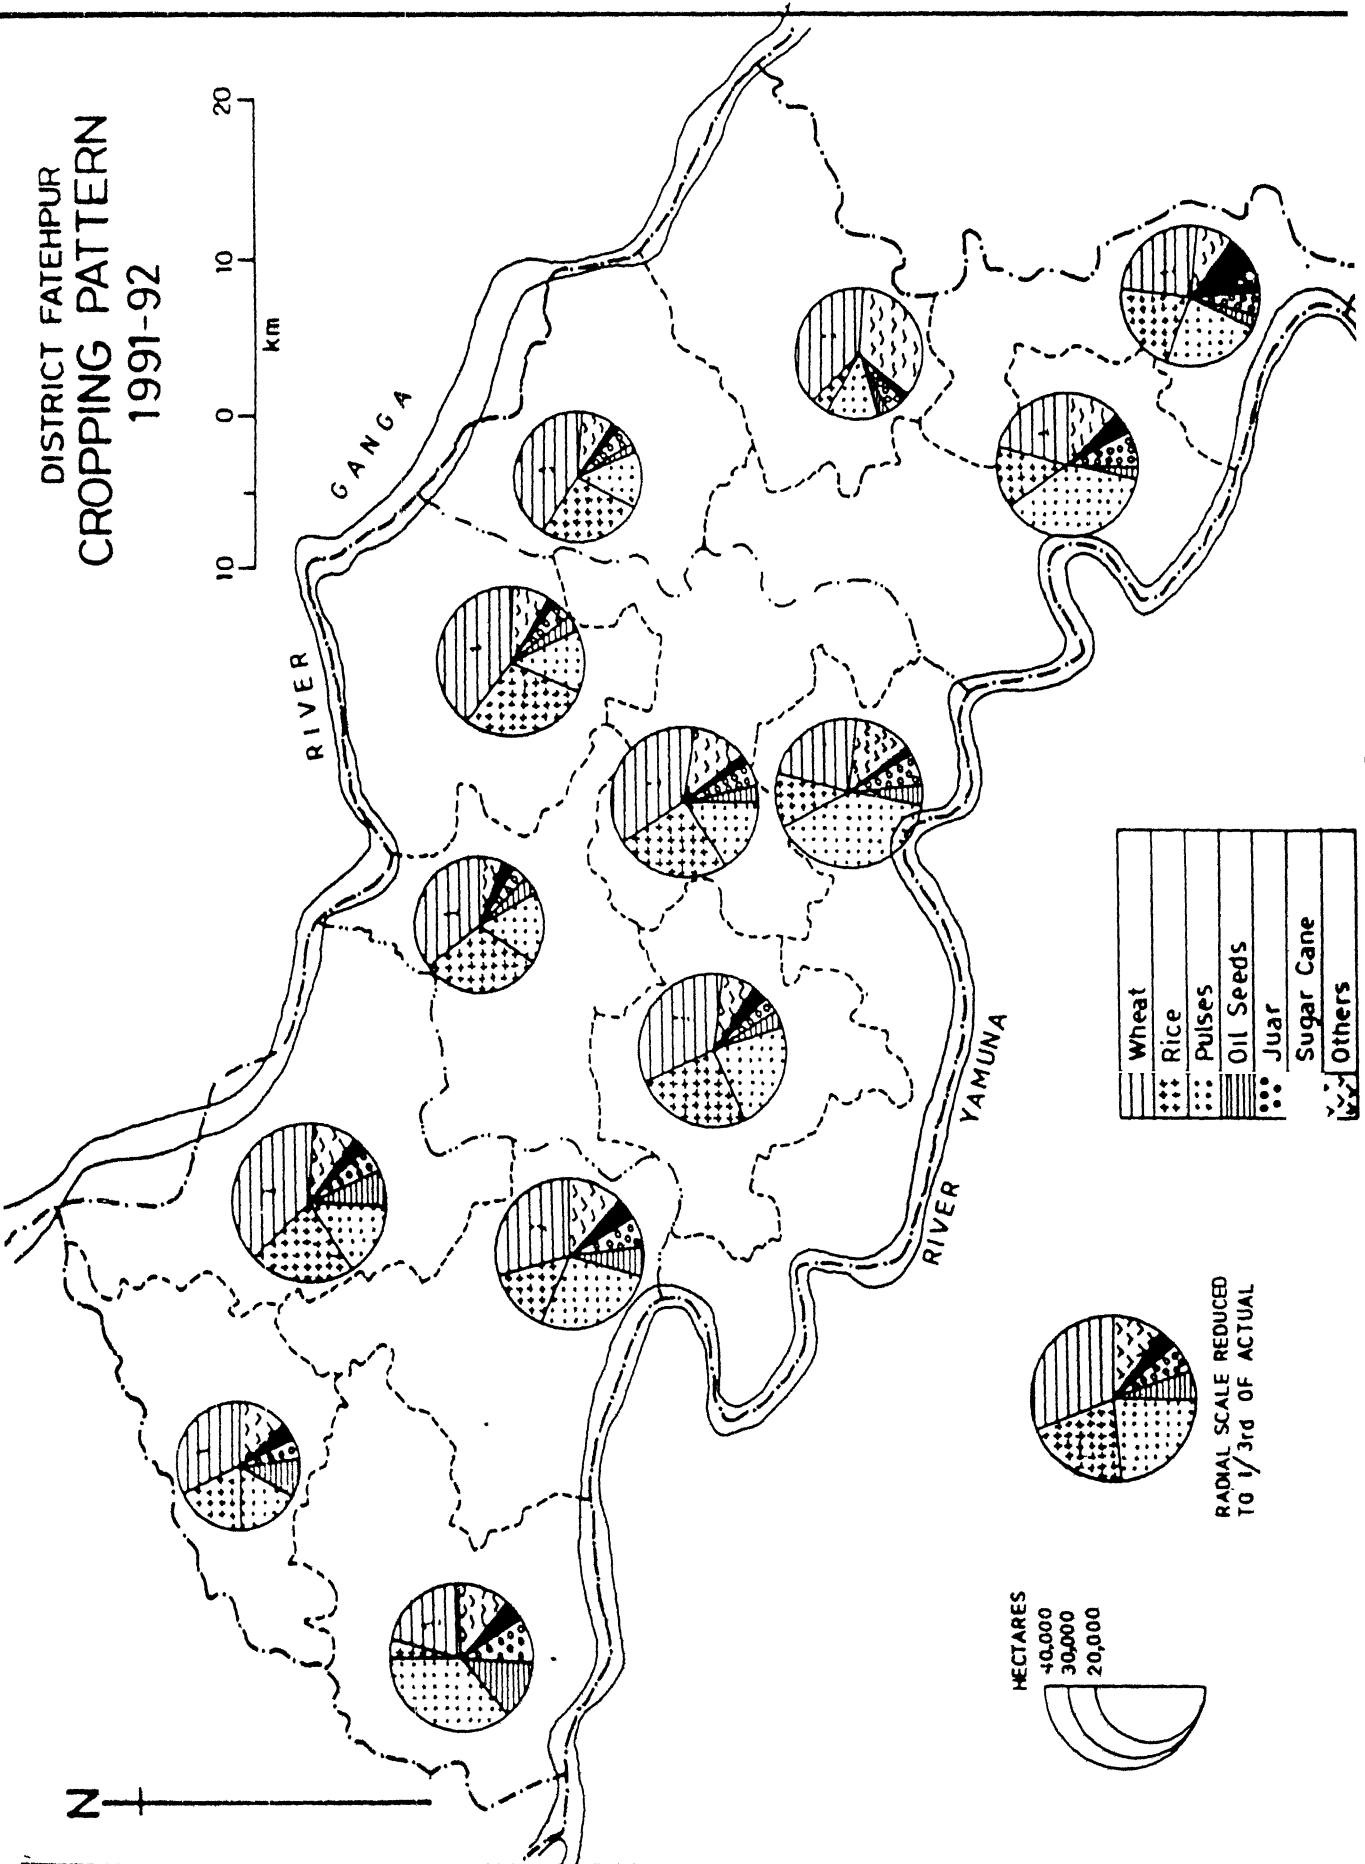 DISTRICT FATEHPUR
CROPPING PATTERN
1991-92
10 0 10 20
km
N
RIVER GANGA
RIVER YAMUNA
HECTARES
40,000
30,000
20,000
RADIAL SCALE REDUCED
TO 1/3rd OF ACTUAL
Wheat
Rice
Pulses
Oil Seeds
Juar
Sugar Cane
Others